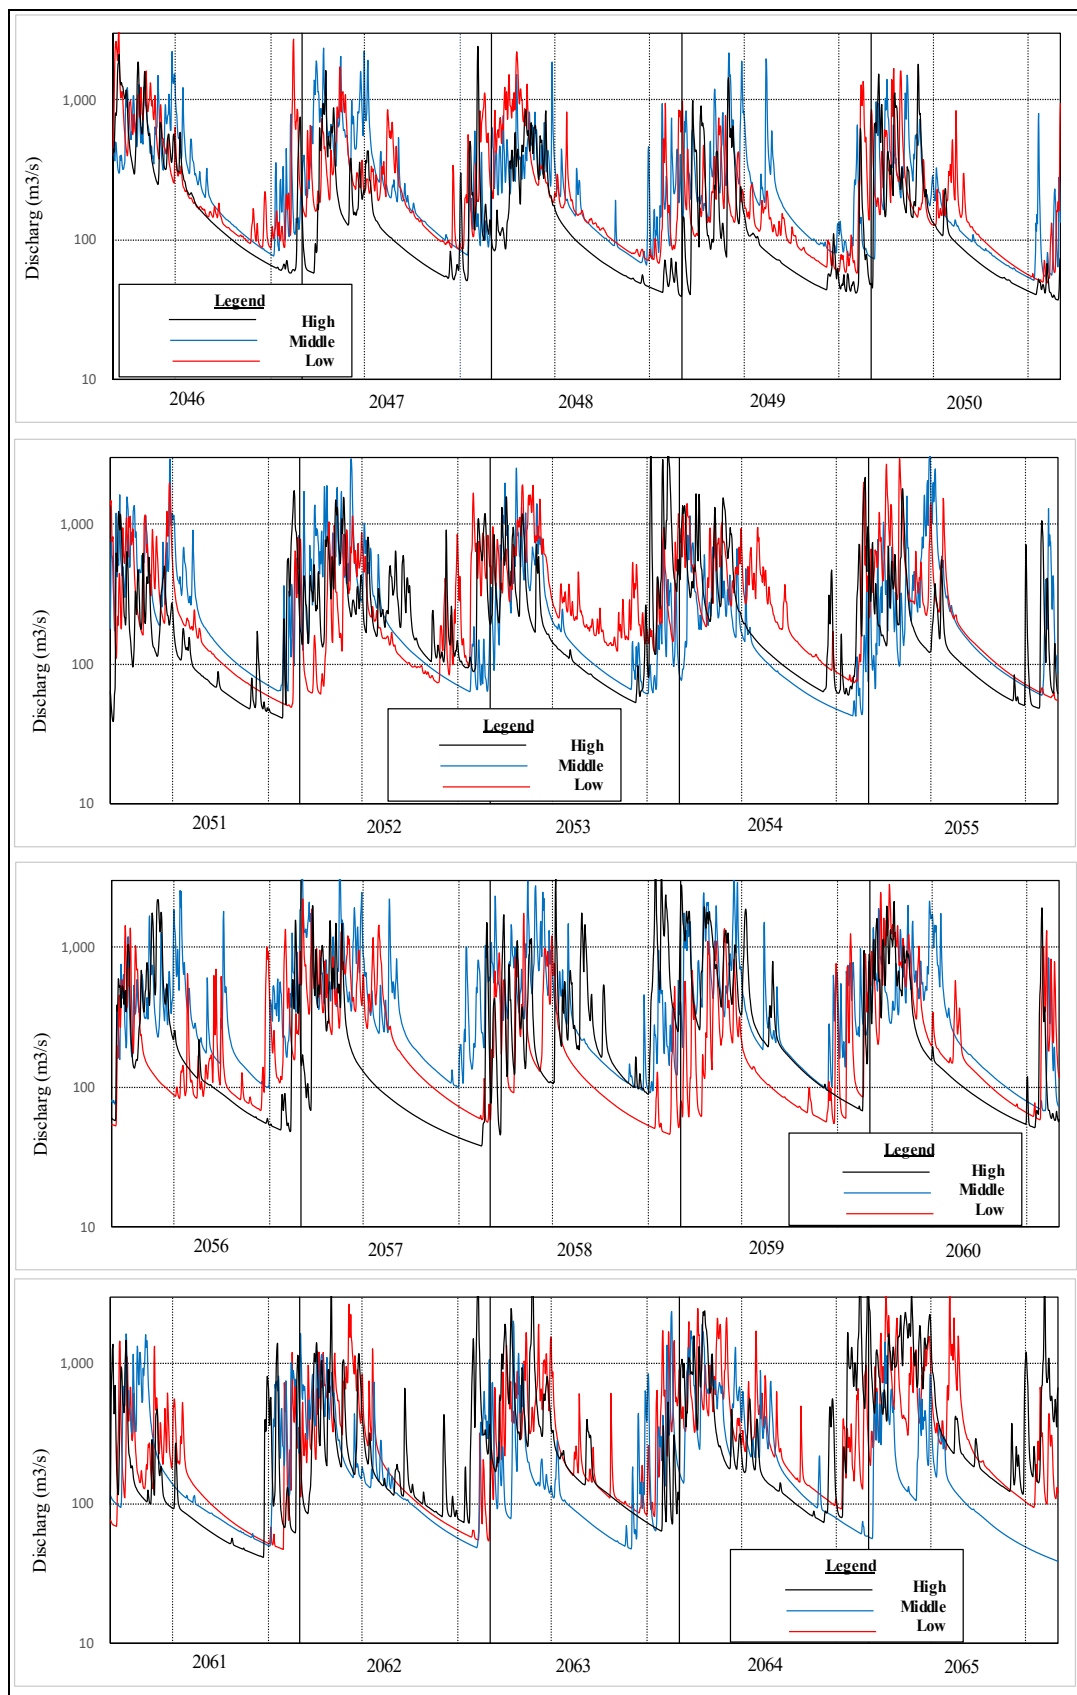 1,000
Discharg (m3/s)
100
Legend
High
Middle
Low
10
2046 2047 2048 2049 2050
1,000
Discharg (m3/s)
100
Legend
High
Middle
Low
10
2051 2052 2053 2054 2055
1,000
Discharg (m3/s)
100
Legend
High
Middle
Low
10
2056 2057 2058 2059 2060
1,000
Discharg (m3/s)
100
Legend
High
Middle
Low
10
2061 2062 2063 2064 2065